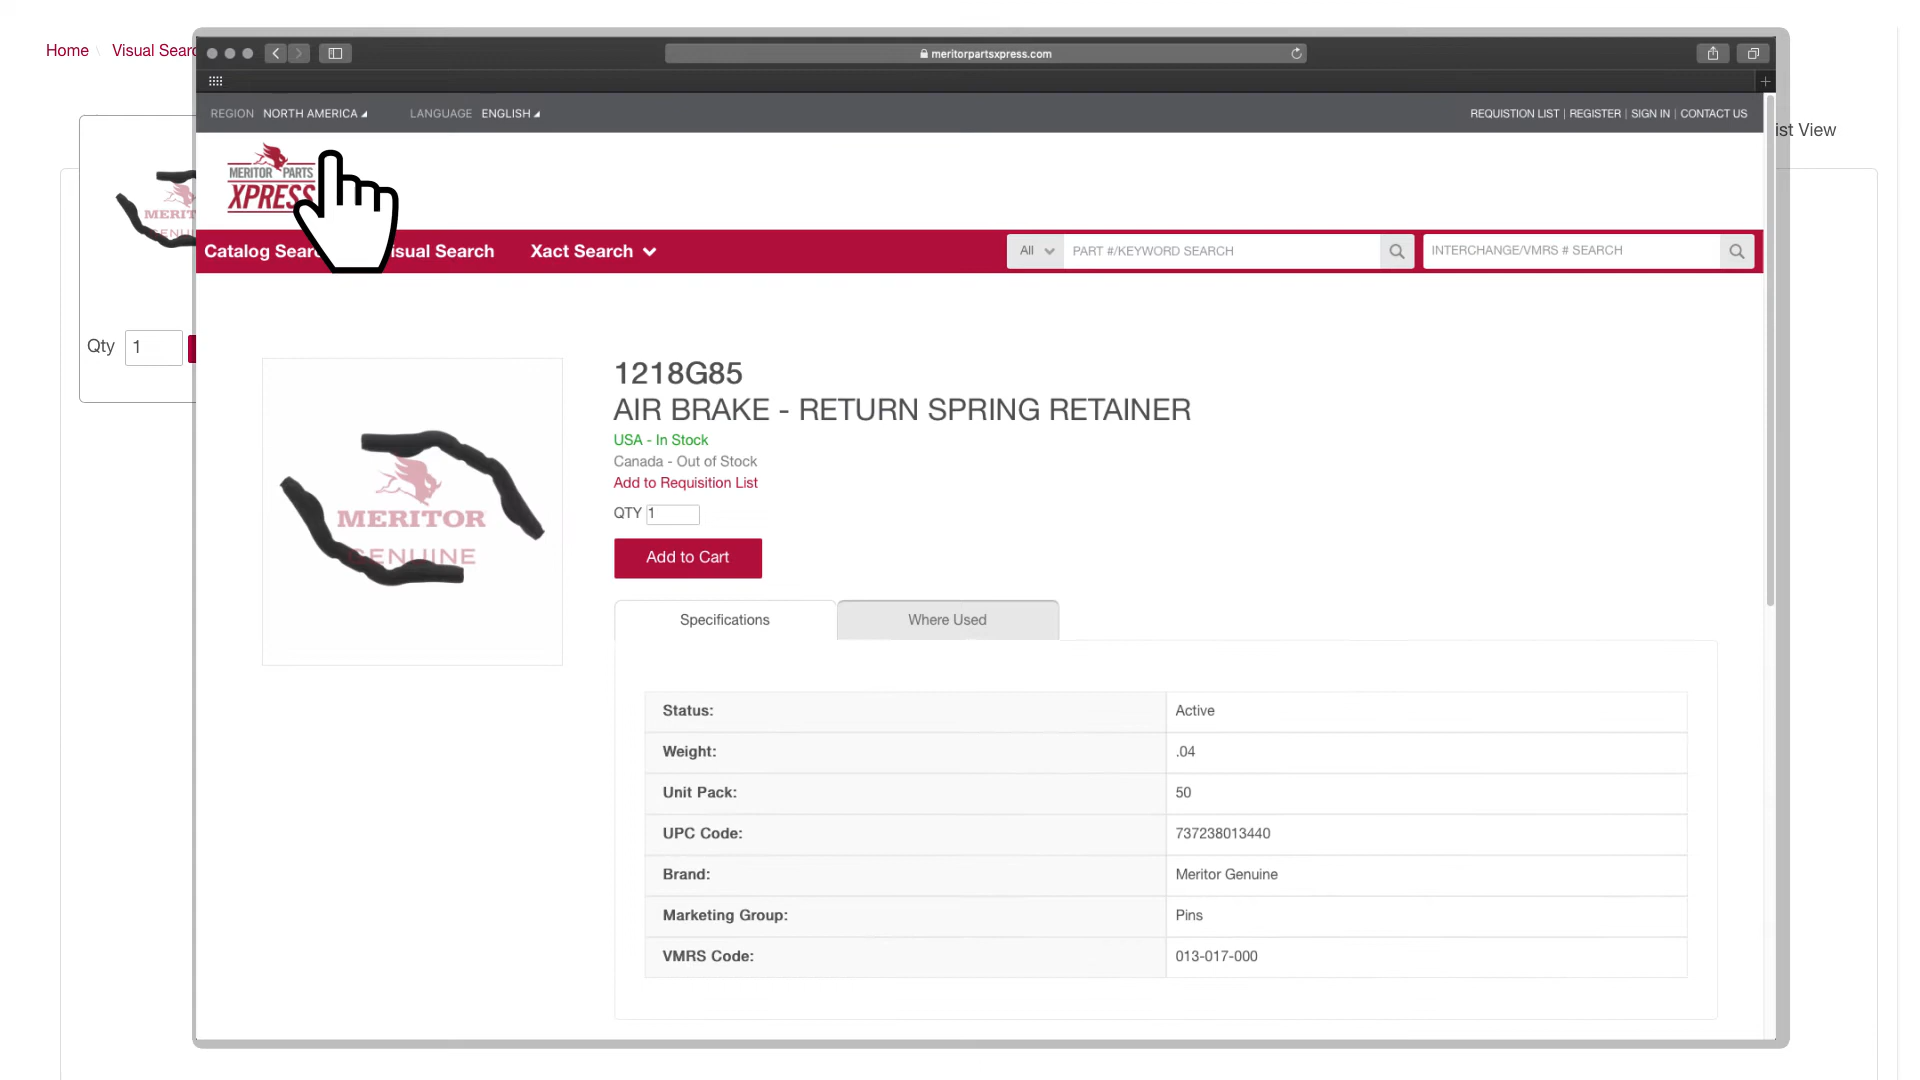 Home \ Visual Searc
meritorpartsxpress.com
REGION NORTH AMERICA LANGUAGE ENGLISH
REQUISTION LIST | REGISTER | SIGN IN | CONTACT US
ist View
MERITOR PARTS
XPRESS
Catalog Sear
isual Search
Xact Search
All
PART #/KEYWORD SEARCH
INTERCHANGE/VMRS # SEARCH
MERIT
GENUINE
Qty 1
MERITOR
GENUINE
1218G85
AIR BRAKE - RETURN SPRING RETAINER
USA - In Stock
Canada - Out of Stock
Add to Requisition List
QTY 1
Add to Cart
Specifications
Where Used
Status: Active
Weight: .04
Unit Pack: 50
UPC Code: 737238013440
Brand: Meritor Genuine
Marketing Group: Pins
VMRS Code: 013-017-000